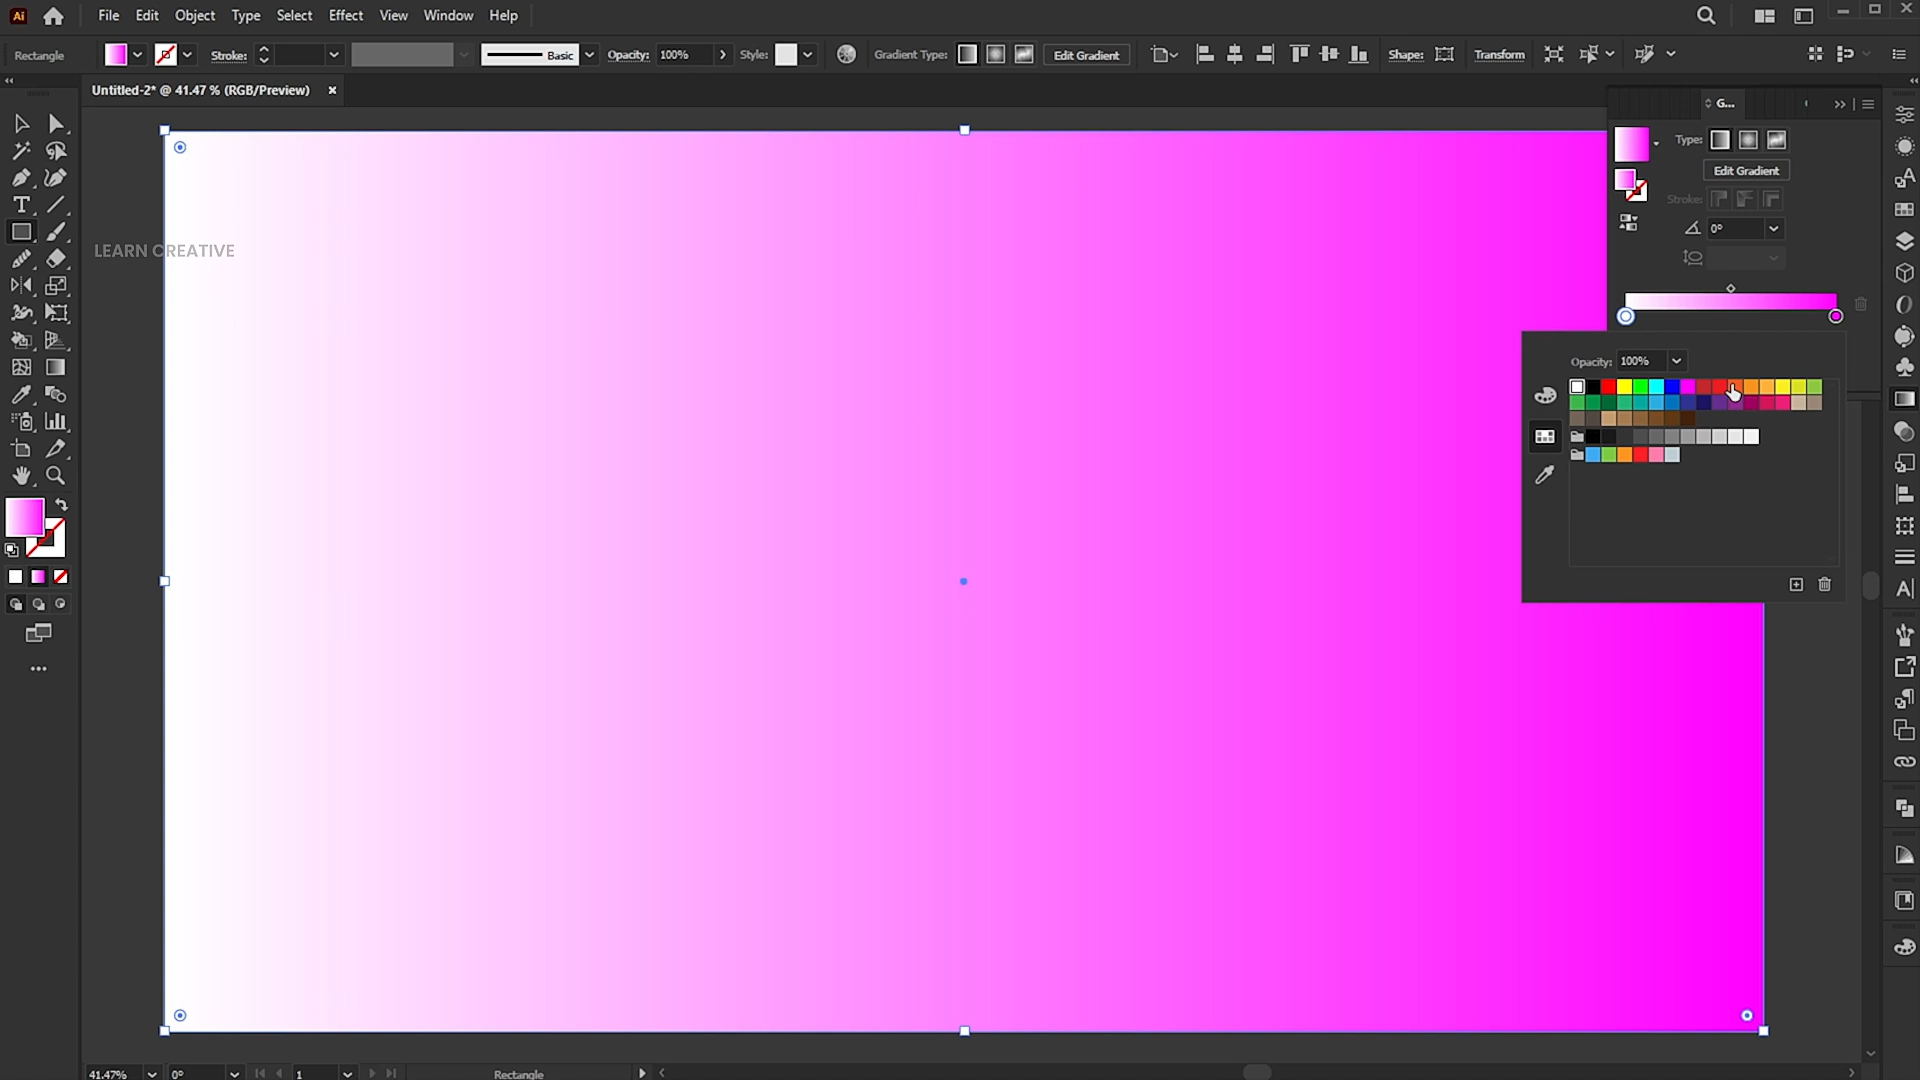 Ai File Edit Object Type Select Effect View Window Help
Rectangle Stroke: Basic Opacity: 100% Style: Gradient Type: Edit Gradient Shape: Transform
Untitled-2* @ 41.47 % (RGB/Preview) ×
G...
Type:
Edit Gradient
Stroke:
0°
LEARN CREATIVE
Opacity: 100%
41.47% 0° 1 Rectangle